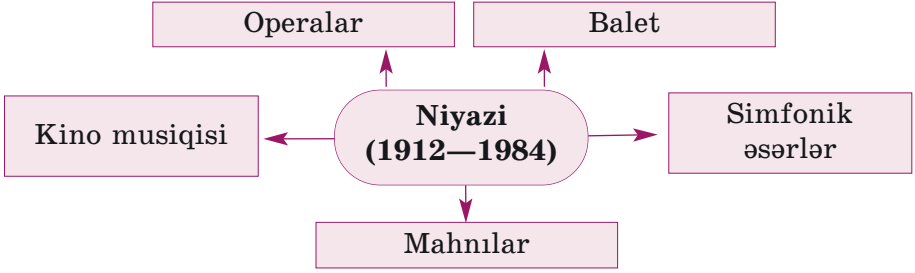 Operalar
Balet
Kino musiqisi
Niyazi
(1912—1984)
Simfonik
əsərlər
Mahnılar